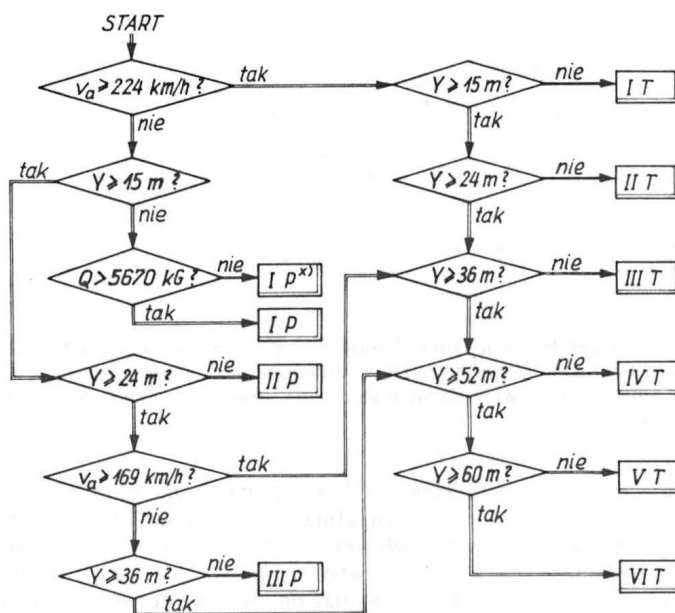 START
vₐ ≥ 224 km/h?
tak
Y ≥ 15 m?
nie
I T
nie
tak
tak
Y ≥ 15 m?
Y ≥ 24 m?
nie
II T
nie
tak
Q > 5670 kG?
nie
I Pˣ⁾
Y ≥ 36 m?
nie
III T
tak
I P
tak
Y ≥ 24 m?
nie
II P
Y ≥ 52 m?
nie
IV T
tak
tak
vₐ ≥ 169 km/h?
tak
Y ≥ 60 m?
nie
V T
nie
tak
Y ≥ 36 m?
nie
III P
VI T
tak